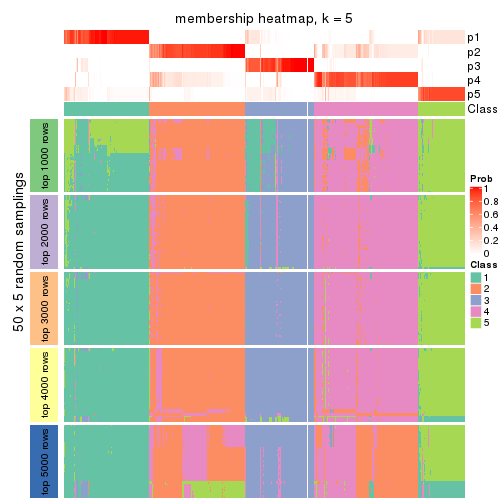 membership heatmap, k = 5
p1
p2
p3
p4
p5
Class
50 x 5 random samplings
top 1000 rows
top 2000 rows
top 3000 rows
top 4000 rows
top 5000 rows
Prob
1
0.8
0.6
0.4
0.2
0
Class
1
2
3
4
5